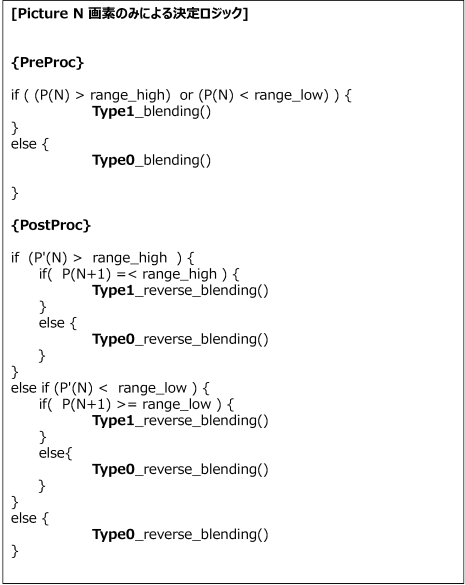 [Picture N 画素のみによる決定ロジック]
{PreProc}
if ( (P(N) > range_high)  or (P(N) < range_low) ) {
Type1_blending()
}
else {
Type0_blending()
}
{PostProc}
if  (P'(N) >  range_high  ) {
if(  P(N+1) =< range_high ) {
Type1_reverse_blending()
}
else {
Type0_reverse_blending()
}
}
else if (P'(N) <  range_low ) {
if(  P(N+1) >= range_low ) {
Type1_reverse_blending()
}
else{
Type0_reverse_blending()
}
}
else {
Type0_reverse_blending()
}